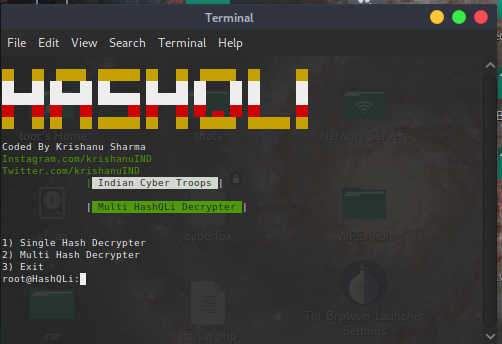 Terminal
File Edit View Search Terminal Help
HASHQLI
Coded By Krishanu Sharma
Instagram.com/krishanuIND
Twitter.com/krishanuIND
| Indian Cyber Troops |
| Multi HashQLi Decrypter |
1) Single Hash Decrypter
2) Multi Hash Decrypter
3) Exit
root@HashQLi:
toor's Home
tools
Network Servers
cyberfox
WPExploit
rar
Tor Browser Launcher
Settings